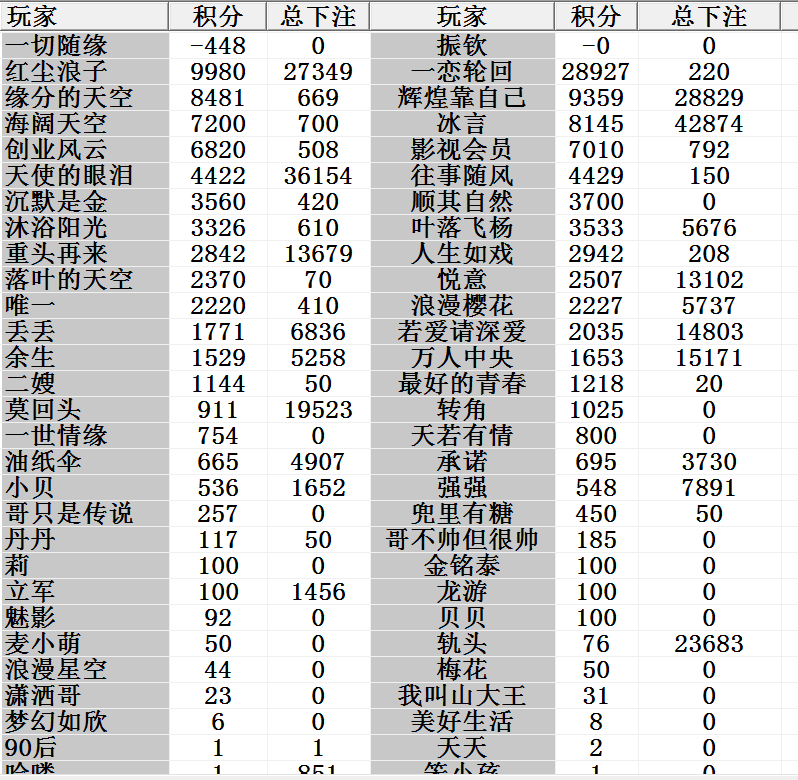 玩家 积分 总下注 玩家 积分 总下注
一切随缘 -448 0 振钦 -0 0
红尘浪子 9980 27349 一恋轮回 28927 220
缘分的天空 8481 669 辉煌靠自己 9359 28829
海阔天空 7200 700 冰言 8145 42874
创业风云 6820 508 影视会员 7010 792
天使的眼泪 4422 36154 往事随风 4429 150
沉默是金 3560 420 顺其自然 3700 0
沐浴阳光 3326 610 叶落飞杨 3533 5676
重头再来 2842 13679 人生如戏 2942 208
落叶的天空 2370 70 悦意 2507 13102
唯一 2220 410 浪漫樱花 2227 5737
丢丢 1771 6836 若爱请深爱 2035 14803
余生 1529 5258 万人中央 1653 15171
二嫂 1144 50 最好的青春 1218 20
莫回头 911 19523 转角 1025 0
一世情缘 754 0 天若有情 800 0
油纸伞 665 4907 承诺 695 3730
小贝 536 1652 强强 548 7891
哥只是传说 257 0 兜里有糖 450 50
丹丹 117 50 哥不帅但很帅 185 0
莉 100 0 金铭泰 100 0
立军 100 1456 龙游 100 0
魅影 92 0 贝贝 100 0
麦小萌 50 0 轨头 76 23683
浪漫星空 44 0 梅花 50 0
潇洒哥 23 0 我叫山大王 31 0
梦幻如欣 6 0 美好生活 8 0
90后 1 1 天天 2 0
哈喽 1 851 笨小孩 1 0